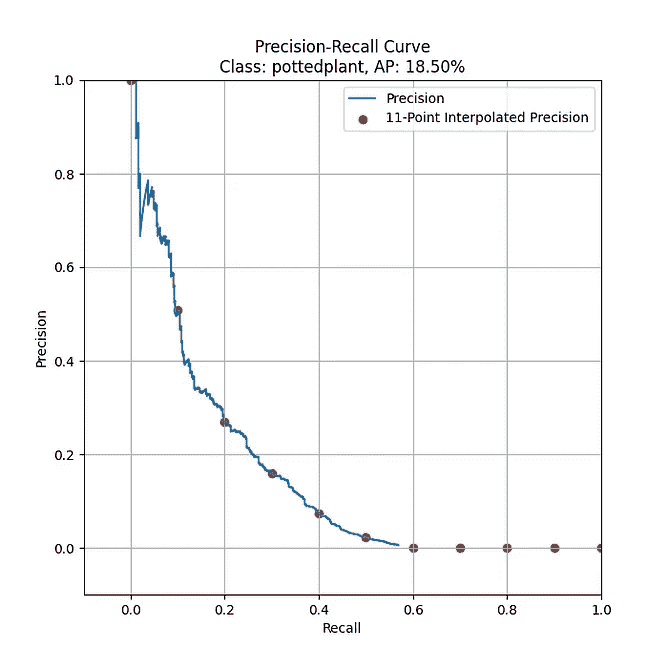 Precision-Recall Curve
Class: pottedplant, AP: 18.50%
Precision
11-Point Interpolated Precision
1.0
0.8
0.6
0.4
0.2
0.0
Precision
0.0 0.2 0.4 0.6 0.8 1.0
Recall